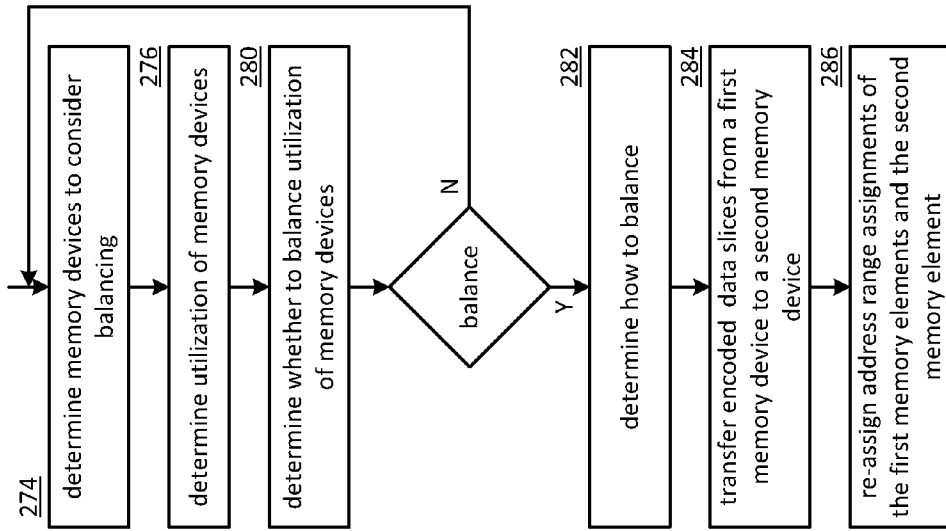 274
determine memory devices to consider
balancing
276
determine utilization of memory devices
280
determine whether to balance utilization
of memory devices
balance
N
Y
282
determine how to balance
284
transfer encoded data slices from a first
memory device to a second memory
device
286
re-assign address range assignments of
the first memory elements and the second
memory element